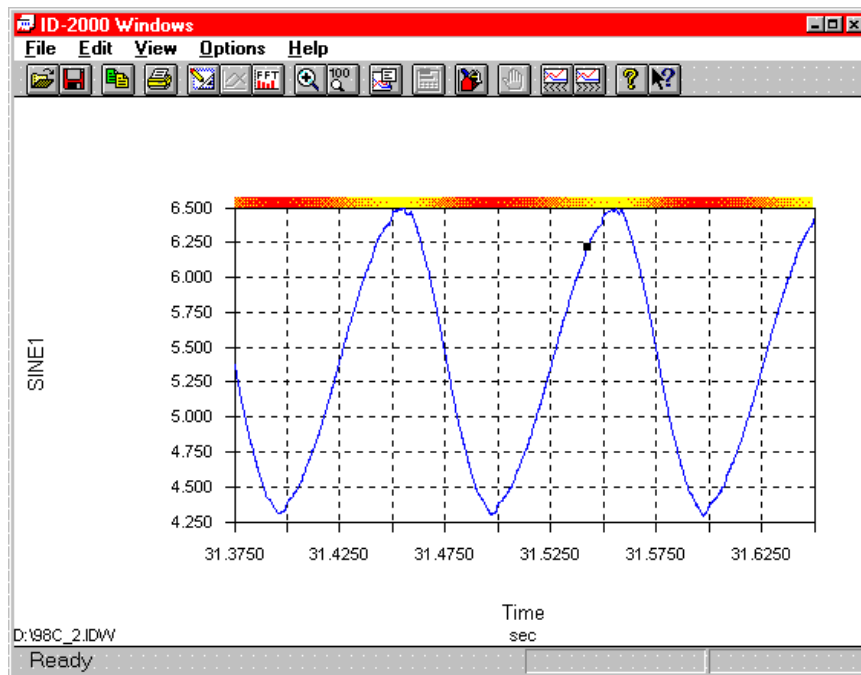 ID-2000 Windows
File Edit View Options Help
FFT
100
SINE1
6.500
6.250
6.000
5.750
5.500
5.250
5.000
4.750
4.500
4.250
31.3750 31.4250 31.4750 31.5250 31.5750 31.6250
Time
sec
D:\98C_2.IDW
Ready